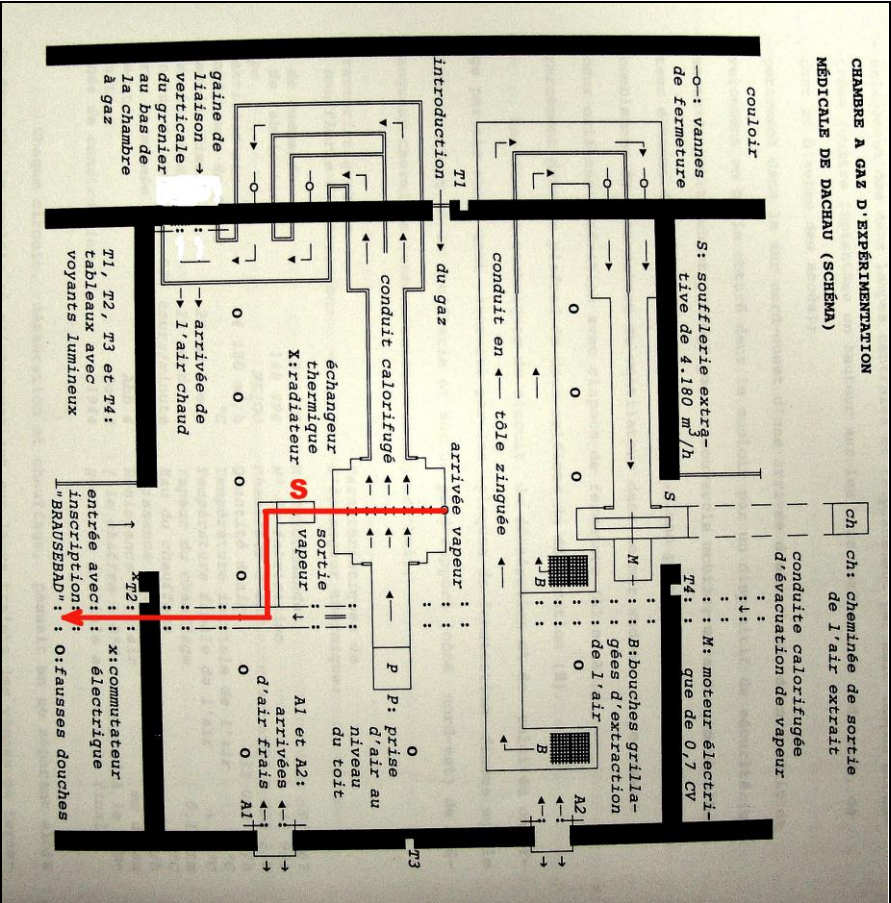 CHAMBRE A GAZ D'EXPÉRIMENTATION
MÉDICALE DE DACHAU (SCHÉMA)
ch
ch: cheminée de sortie
de l'air extrait
conduite calorifugée
d'évacuation de vapeur
couloir
S: soufflerie extra-
tive de 4.180 m³/h
S
M: moteur électri-
que de 0,7 CV
T4:
M
—o—: vannes
de fermeture
B
B: bouches grilla-
gées d'extraction
de l'air
B
conduit en
tôle zinguée
A2
T1
introduction
du gaz
arrivée vapeur
P
P: prise
d'air au
niveau
du toit
T3
conduit calorifugé
échangeur
thermique
X: radiateur
S
sortie
vapeur
A1 et A2:
arrivées
d'air frais
A1
gaine de
liaison
verticale
du grenier
au bas de
la chambre
à gaz
arrivée de
l'air chaud
T1, T2, T3 et T4:
tableaux avec
voyants lumineux
xT2:
entrée avec
inscription:
"BRAUSEBAD"
x: commutateur
électrique
O: fausses douches